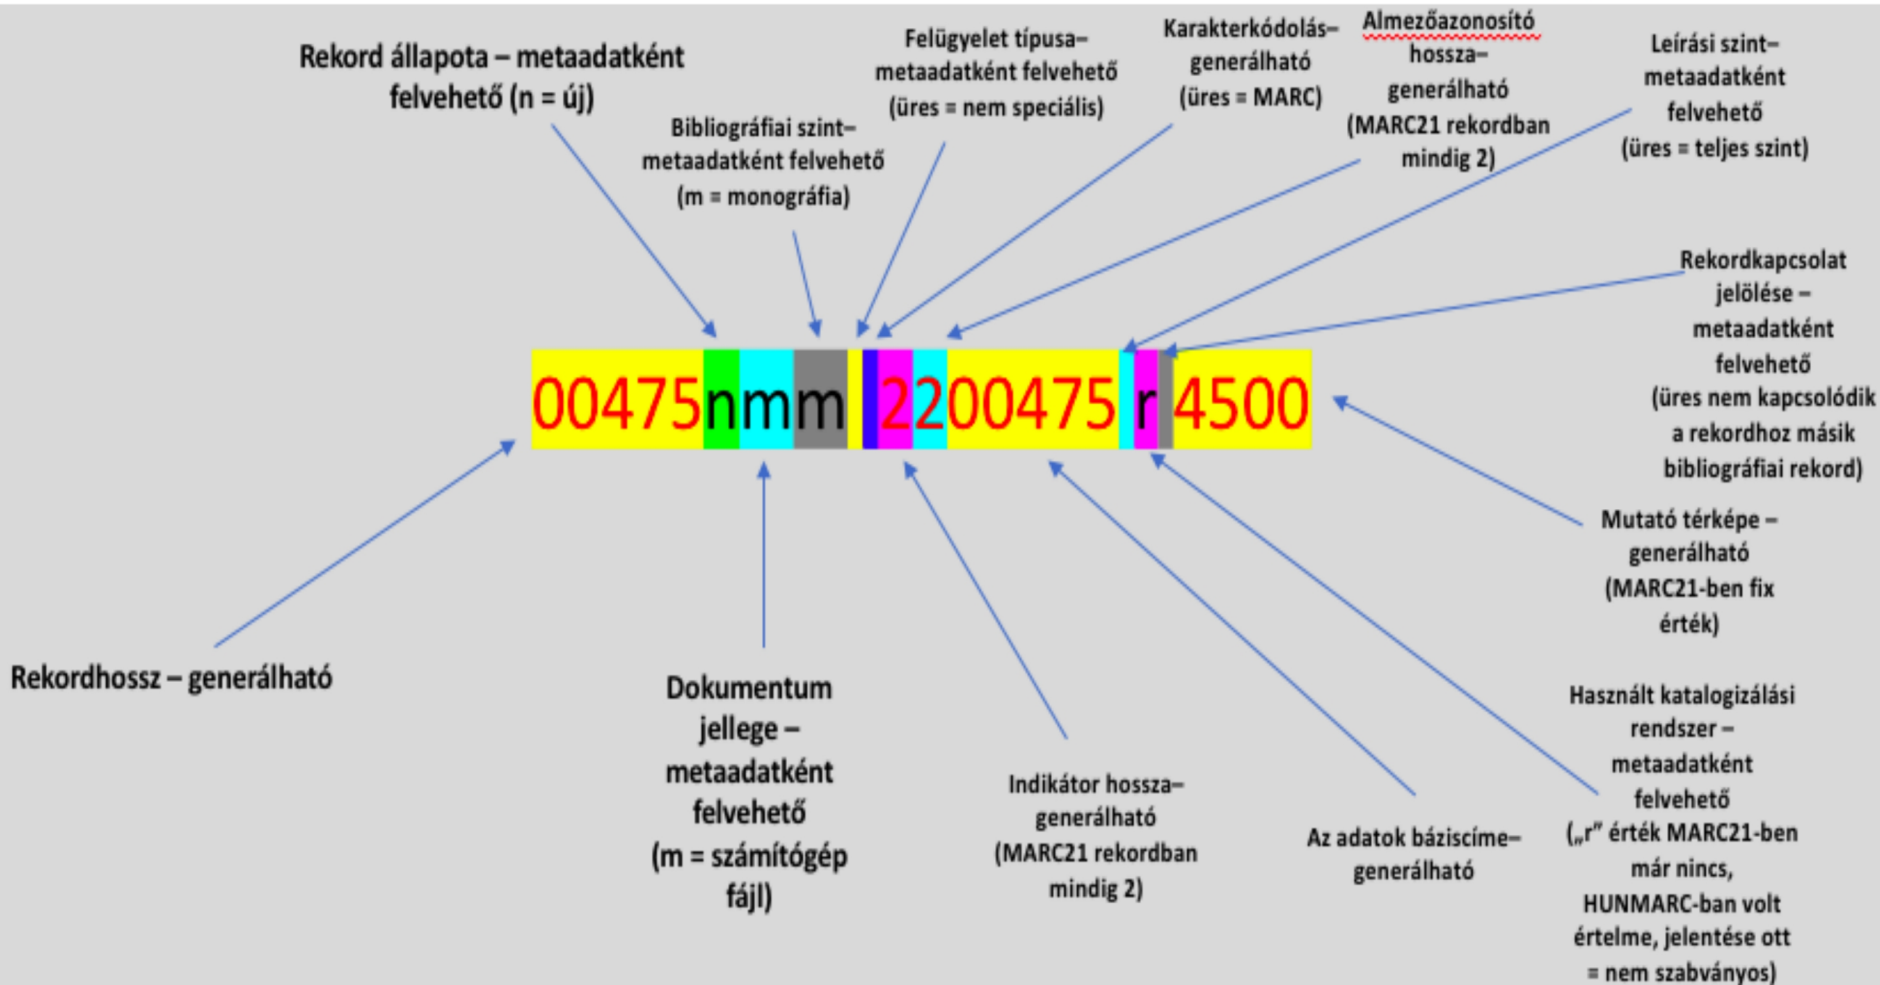 Rekord állapota – metaadatként
felvehető (n = új)
Bibliográfiai szint–
metaadatként felvehető
(m = monográfia)
Felügyelet típusa–
metaadatként felvehető
(üres = nem speciális)
Karakterkódolás–
generálható
(üres = MARC)
Almezőazonosító
hossza–
generálható
(MARC21 rekordban
mindig 2)
Leírási szint–
metaadatként
felvehető
(üres = teljes szint)
Rekordkapcsolat
jelölése –
metaadatként
felvehető
(üres nem kapcsolódik
a rekordhoz másik
bibliográfiai rekord)
00475nmm  2200475 r 4500
Mutató térképe –
generálható
(MARC21-ben fix
érték)
Rekordhossz – generálható
Dokumentum
jellege –
metaadatként
felvehető
(m = számítógép
fájl)
Indikátor hossza–
generálható
(MARC21 rekordban
mindig 2)
Az adatok báziscíme–
generálható
Használt katalogizálási
rendszer –
metaadatként
felvehető
(„r” érték MARC21-ben
már nincs,
HUNMARC-ban volt
értelme, jelentése ott
= nem szabványos)